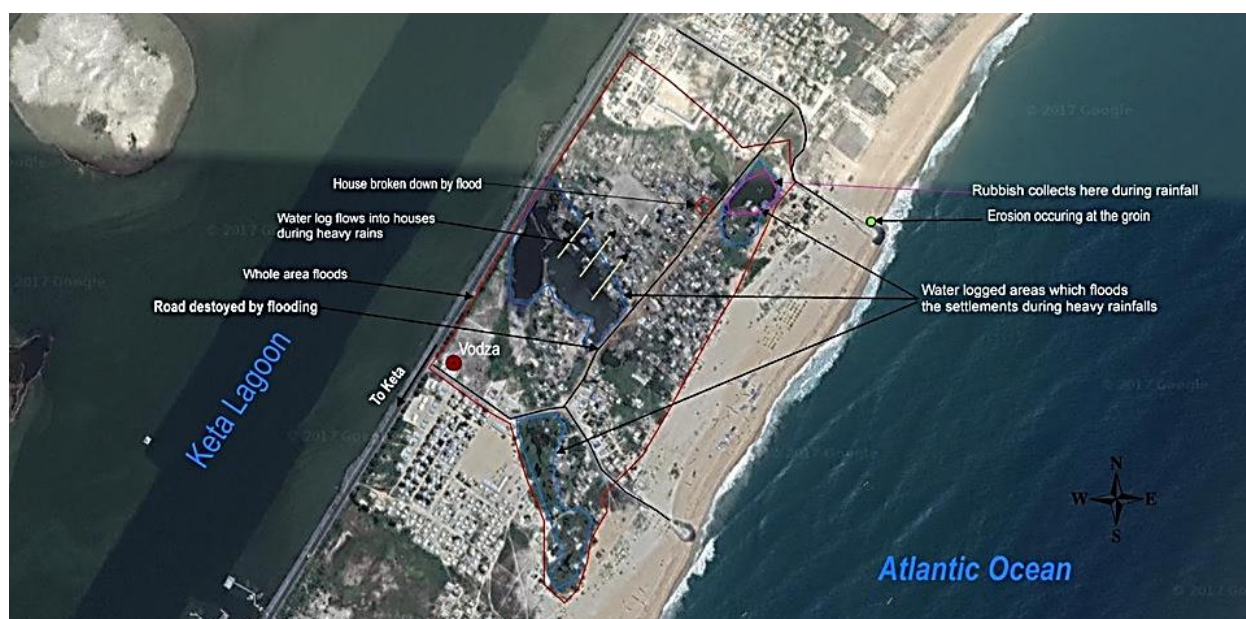 © 2017 Google
House broken down by flood
Rubbish collects here during rainfall
Water log flows into houses
during heavy rains
Erosion occuring at the groin
© 2017 Google
Whole area floods
Water logged areas which floods
the settlements during heavy rainfalls
Road destoyed by flooding
Vodza
To Keta
Keta Lagoon
© 2017 Google
© 2017 Google
N
W E
S
Atlantic Ocean